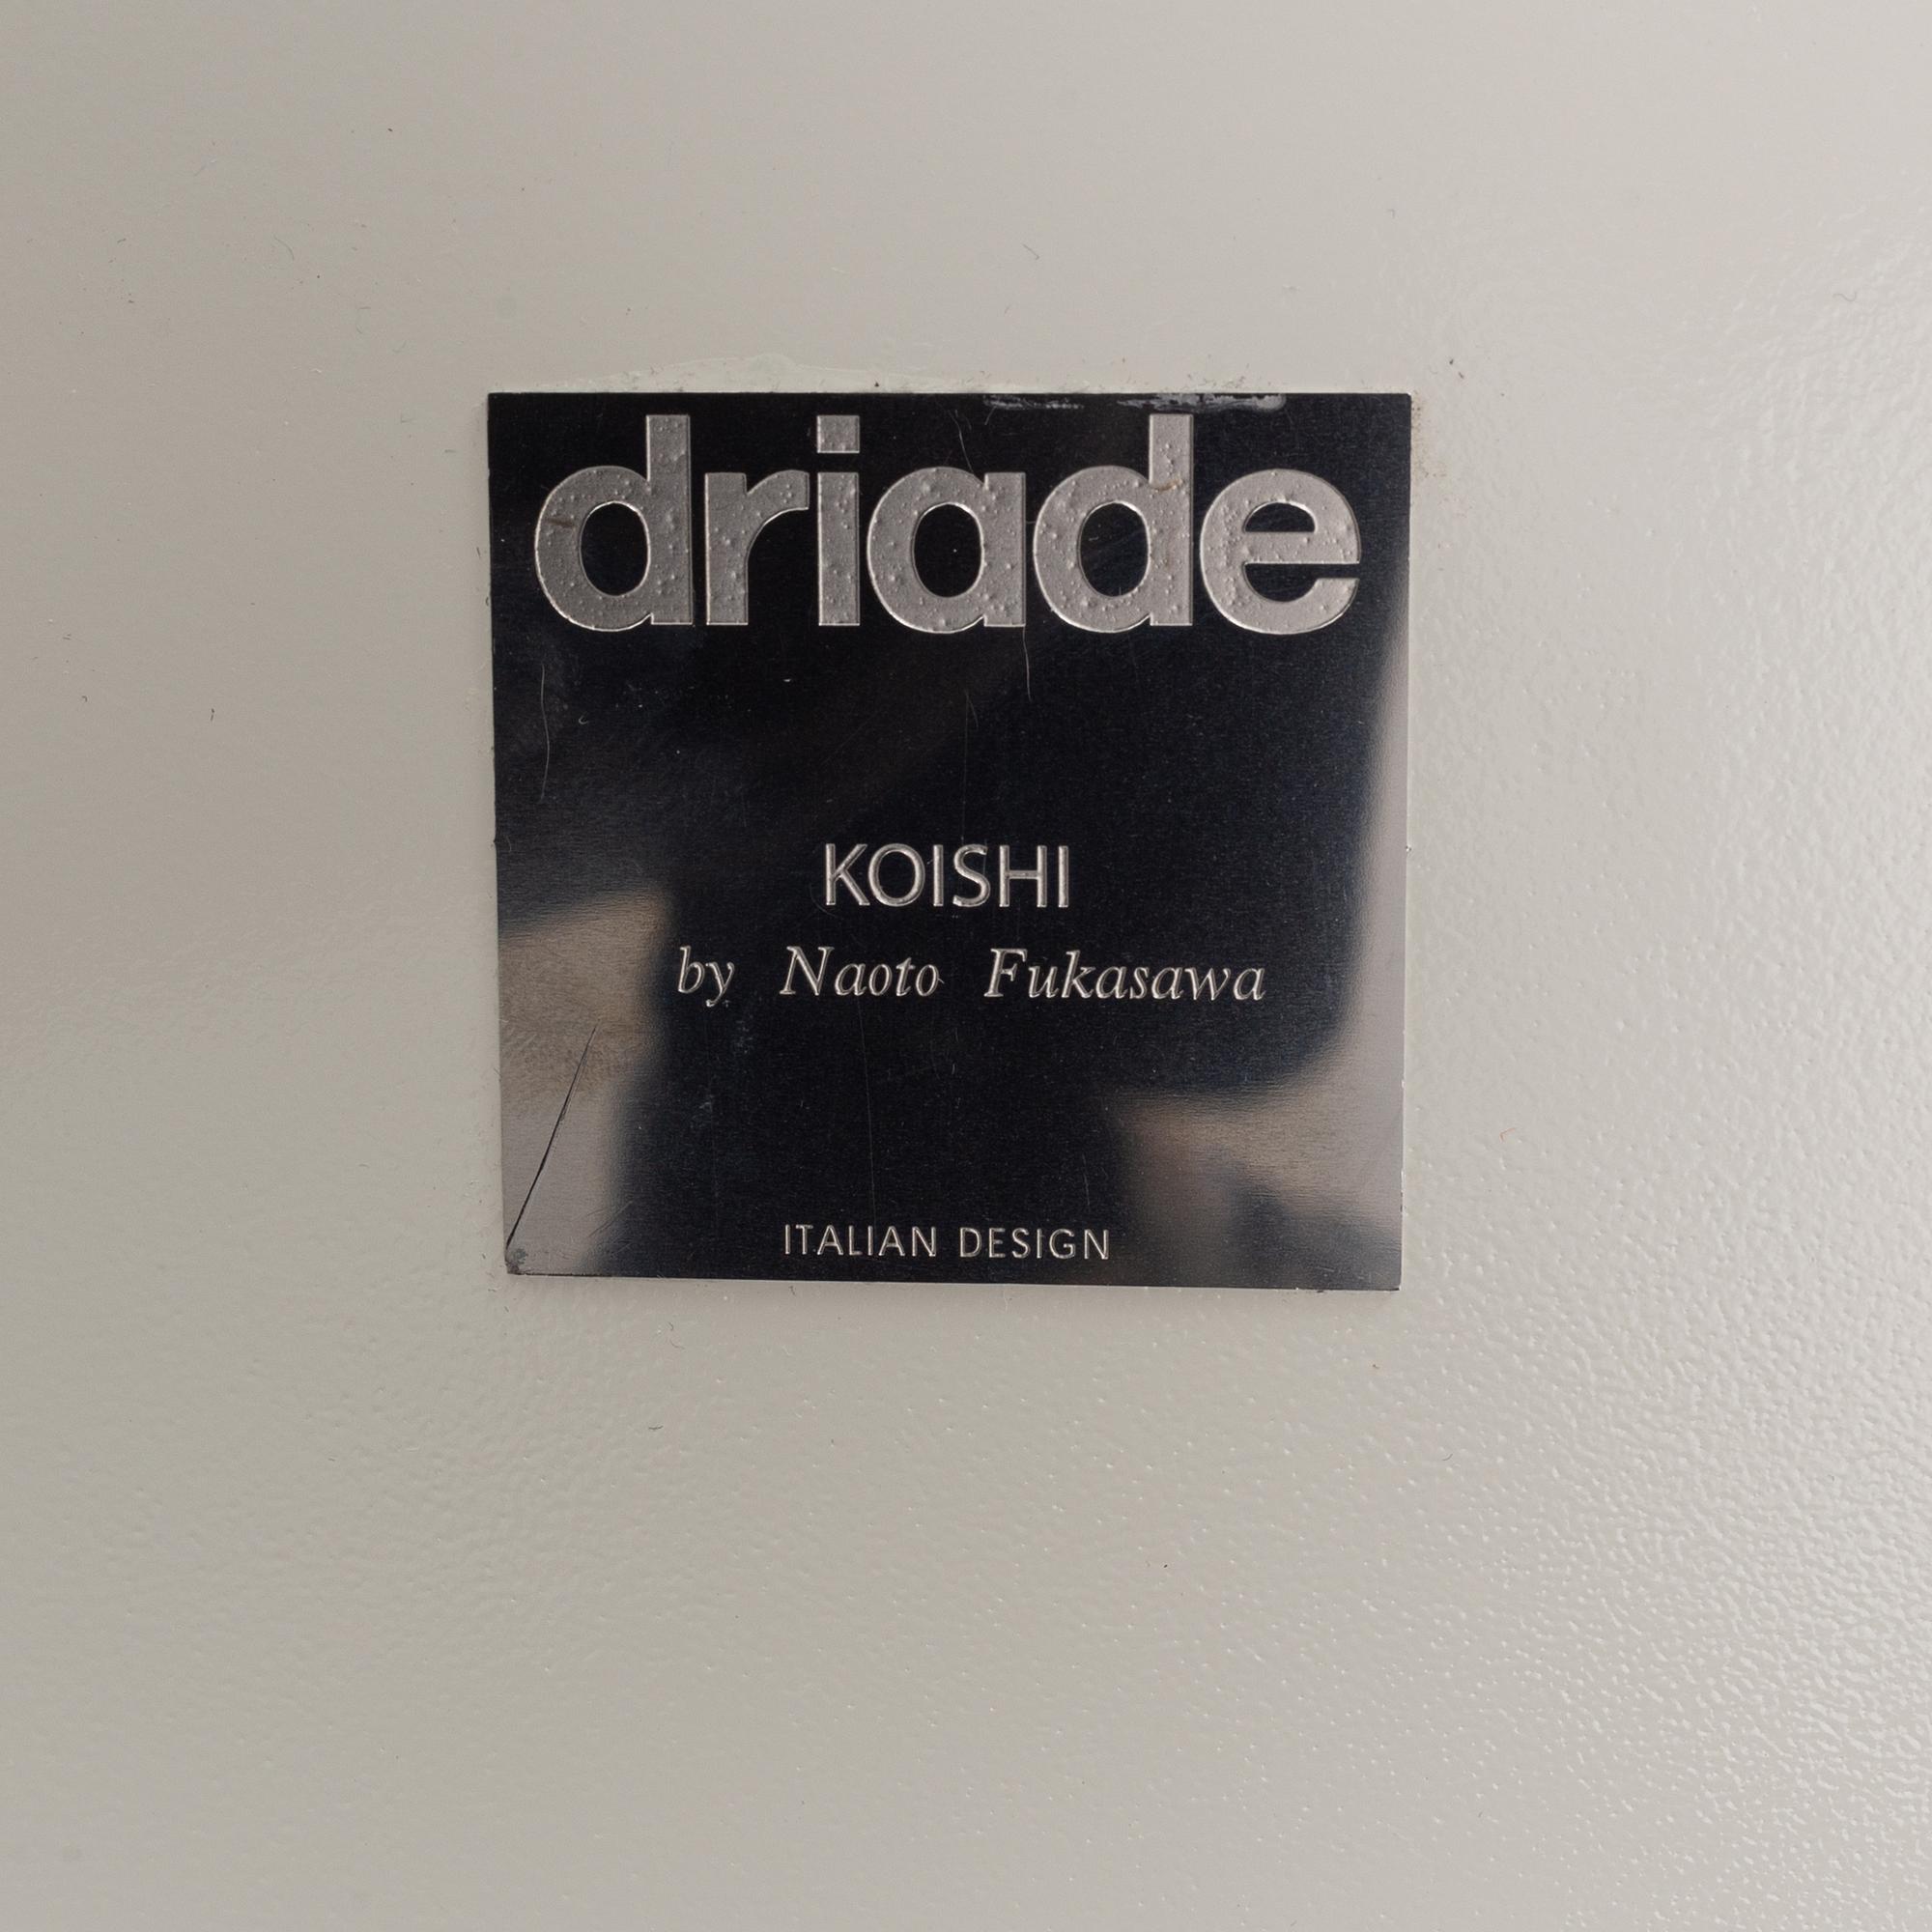 driade
KOISHI
by Naoto Fukasawa
ITALIAN DESIGN